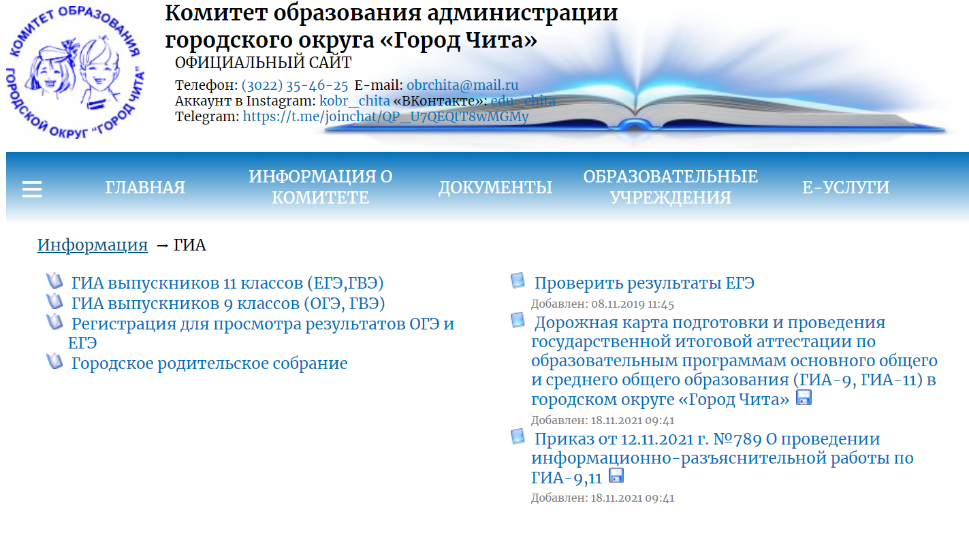 КОМИТЕТ ОБРАЗОВАНИЯ
ГОРОДСКОЙ ОКРУГ "ГОРОД ЧИТА"
Комитет образования администрации
городского округа «Город Чита»
ОФИЦИАЛЬНЫЙ САЙТ
Телефон: (3022) 35-46-25 E-mail: obrchita@mail.ru
Аккаунт в Instagram: kobr_chita «ВКонтакте»: edu_chita
Telegram: https://t.me/joinchat/QP_U7QEQtT8wMGMy
ГЛАВНАЯ
ИНФОРМАЦИЯ О
КОМИТЕТЕ
ДОКУМЕНТЫ
ОБРАЗОВАТЕЛЬНЫЕ
УЧРЕЖДЕНИЯ
Е-УСЛУГИ
Информация → ГИА
ГИА выпускников 11 классов (ЕГЭ,ГВЭ)
ГИА выпускников 9 классов (ОГЭ, ГВЭ)
Регистрация для просмотра результатов ОГЭ и
ЕГЭ
Городское родительское собрание
Проверить результаты ЕГЭ
Добавлен: 08.11.2019 11:45
Дорожная карта подготовки и проведения
государственной итоговой аттестации по
образовательным программам основного общего
и среднего общего образования (ГИА-9, ГИА-11) в
городском округе «Город Чита»
Добавлен: 18.11.2021 09:41
Приказ от 12.11.2021 г. №789 О проведении
информационно-разъяснительной работы по
ГИА-9,11
Добавлен: 18.11.2021 09:41